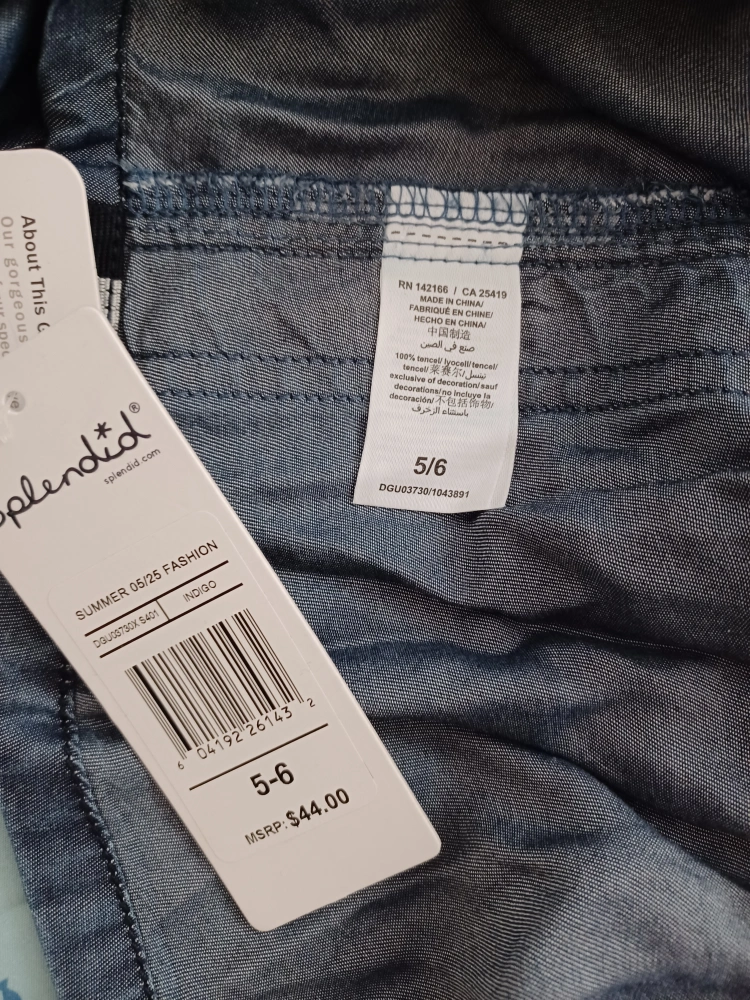 About This G
Our gorgeous
splendid®
splendid.com
SUMMER 05/25 FASHION
DGU03730X S401 INDIGO
6 04192 26143 2
5-6
MSRP: $44.00
RN 142166 / CA 25419
MADE IN CHINA/
FABRIQUÉ EN CHINE/
HECHO EN CHINA/
中国制造
صنع في الصين
100% tencel/ lyocell/tencel/
tencel/莱赛尔/تينسل
exclusive of decoration/sauf
decorations/no incluye la
decoración/不包括饰物/
باستثناء الزخرف
5/6
DGU03730/1043891